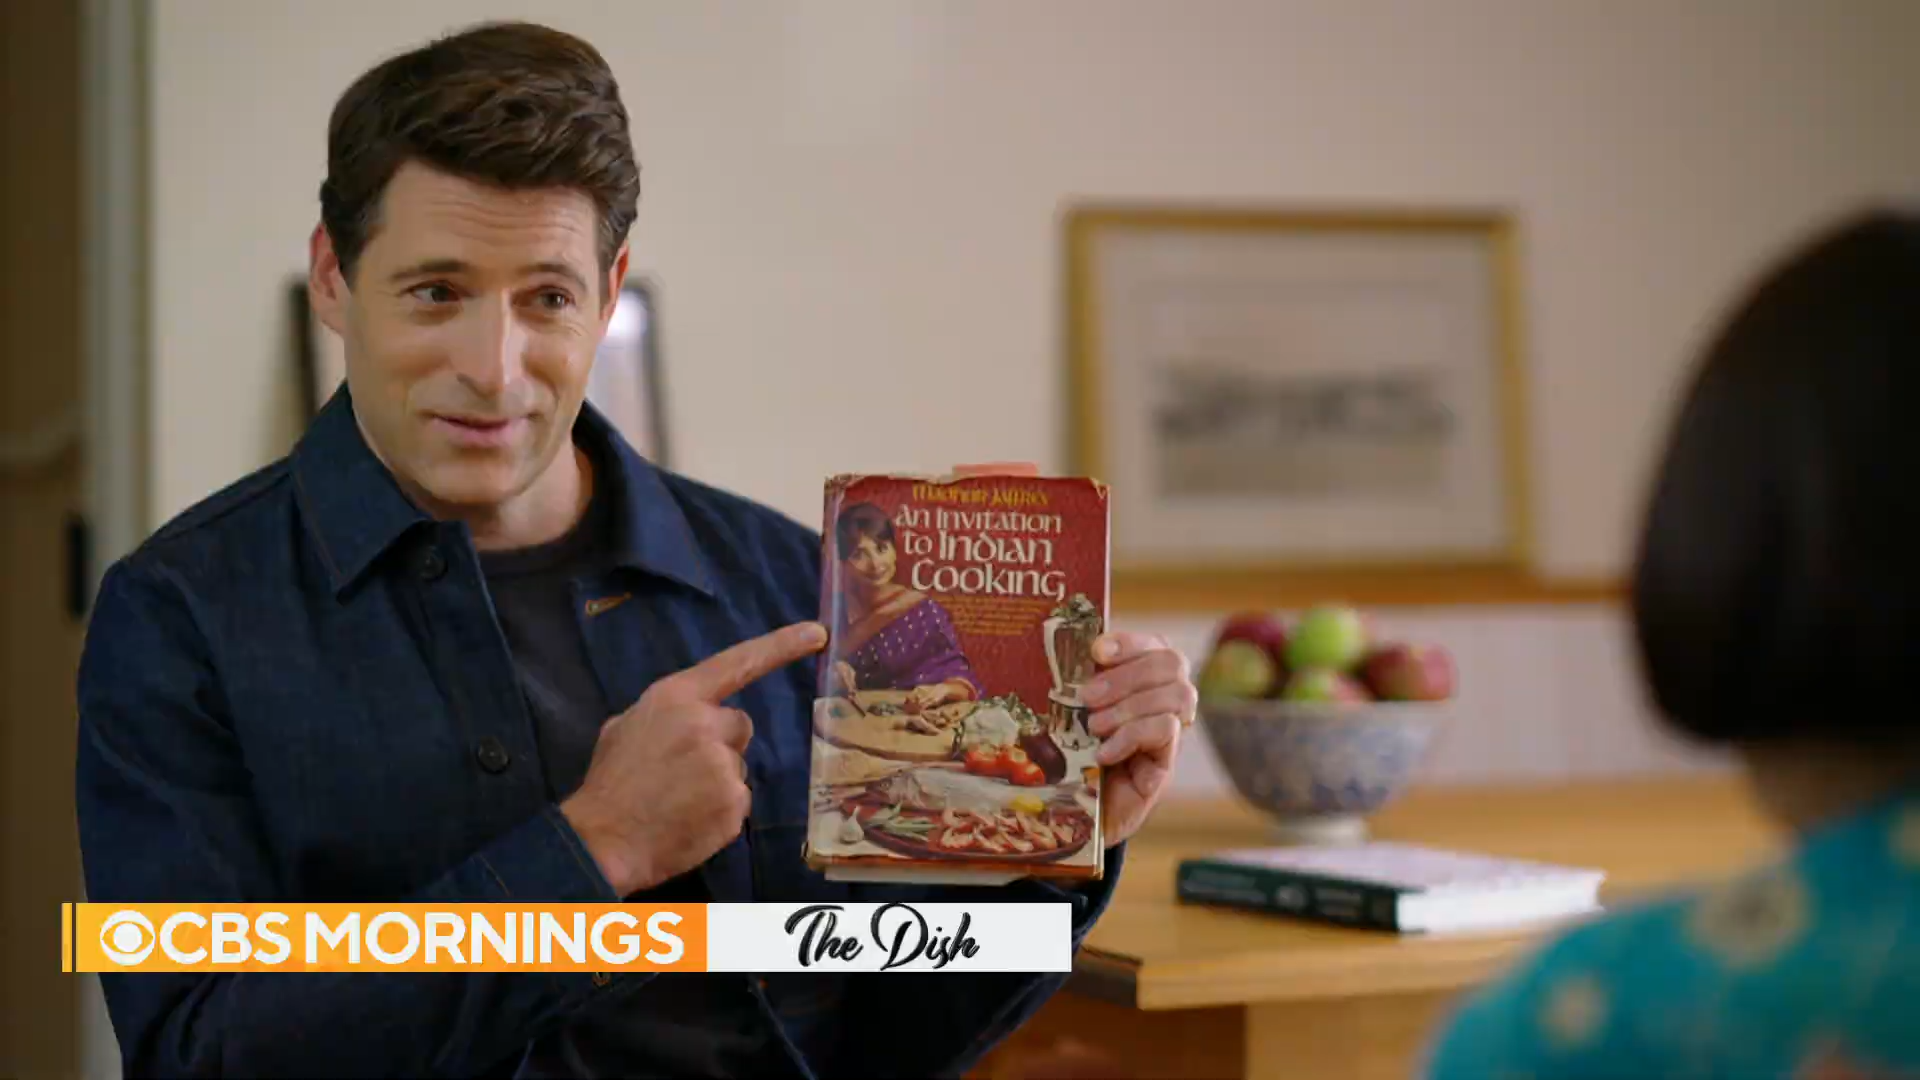 Madhur Jaffrey
An Invitation
to Indian
Cooking
CBS MORNINGS The Dish